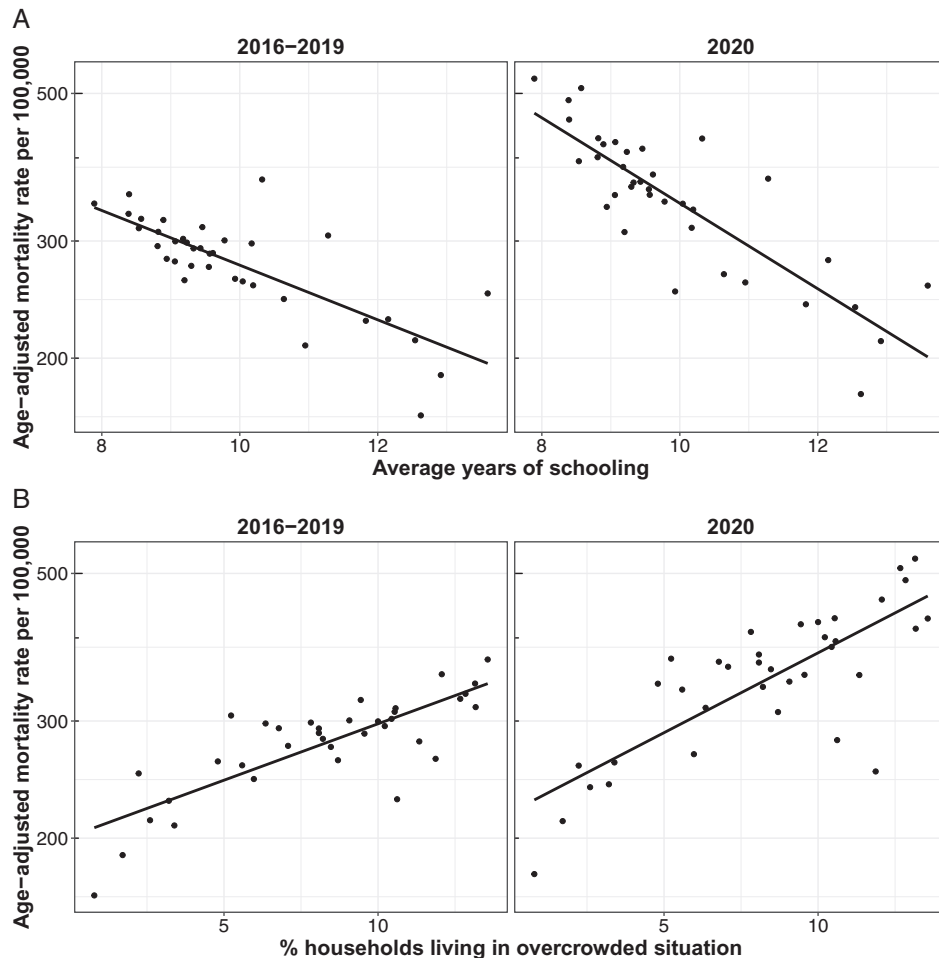 A
2016−2019 2020
Age−adjusted mortality rate per 100,000
500
300
200
8 10 12 8 10 12
Average years of schooling
B
2016−2019 2020
Age−adjusted mortality rate per 100,000
500
300
200
5 10 5 10
% households living in overcrowded situation